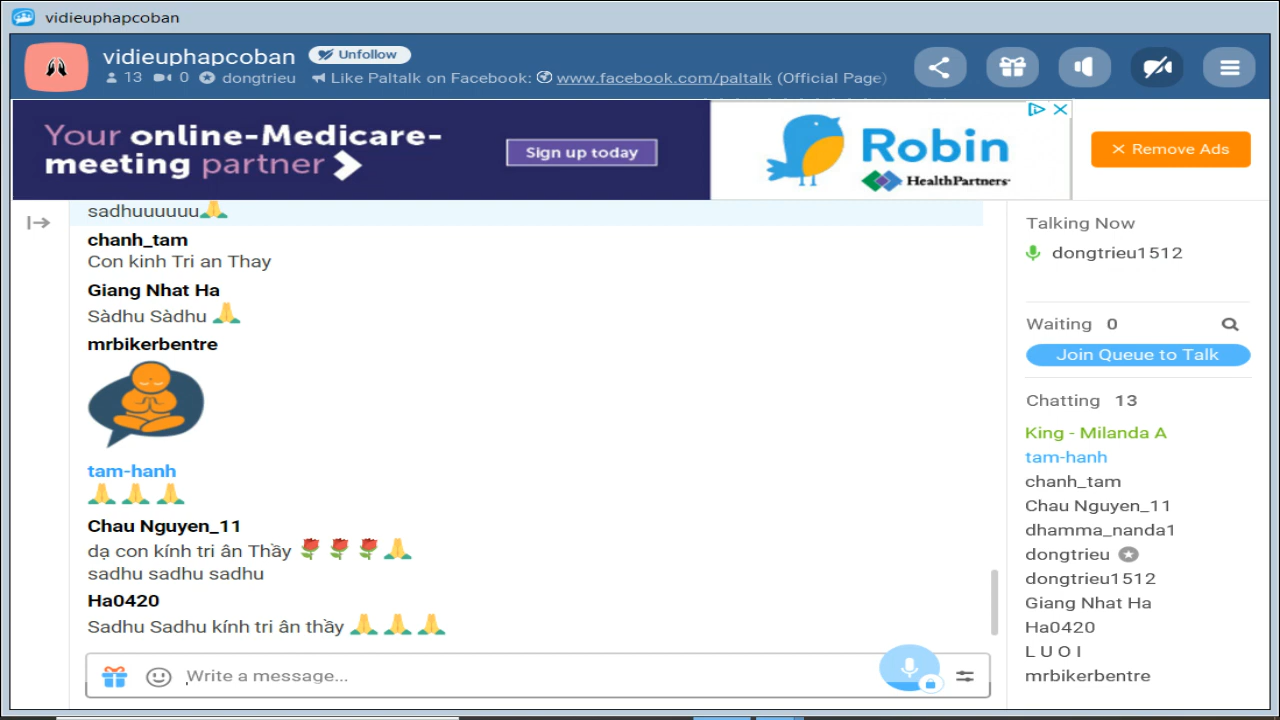 vidieuphapcoban
vidieuphapcoban Unfollow
13 0 dongtrieu Like Paltalk on Facebook: www.facebook.com/paltalk (Official Page)
Your online-Medicare-
meeting partner
Sign up today
Robin
HealthPartners
Remove Ads
sadhuuuuuu🙏
chanh_tam
Con kinh Tri an Thay
Giang Nhat Ha
Sàdhu Sàdhu 🙏
mrbikerbentre
tam-hanh
🙏 🙏 🙏
Chau Nguyen_11
dạ con kính tri ân Thầy 🌹 🌹 🌹 🙏
sadhu sadhu sadhu
Ha0420
Sadhu Sadhu kính tri ân thầy 🙏 🙏 🙏
Write a message...
Talking Now
dongtrieu1512
Waiting 0
Join Queue to Talk
Chatting 13
King - Milanda A
tam-hanh
chanh_tam
Chau Nguyen_11
dhamma_nanda1
dongtrieu
dongtrieu1512
Giang Nhat Ha
Ha0420
L U O I
mrbikerbentre